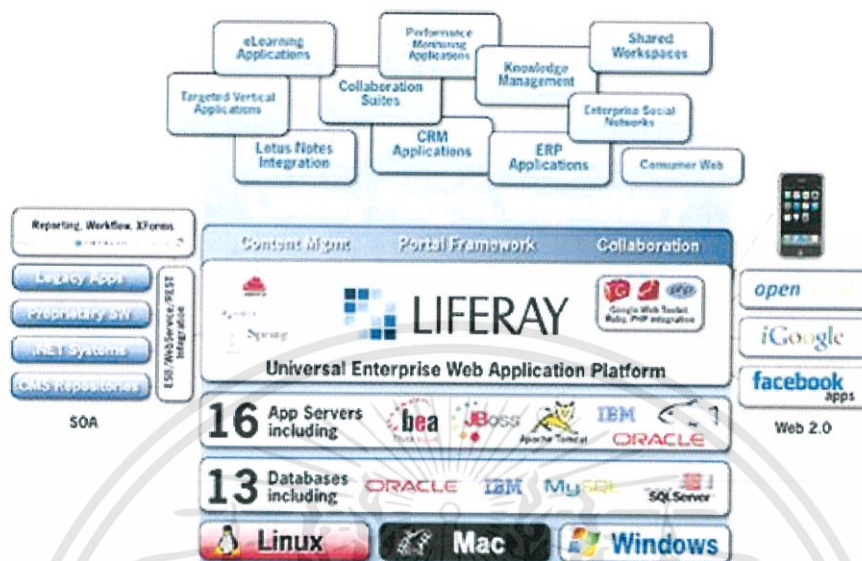 eLearning
Applications
Performance
Monitoring
Applications
Shared
Workspaces
Knowledge
Management
Collaboration
Suites
Targeted Vertical
Applications
Enterprise Social
Networks
Lotus Notes
Integration
CRM
Applications
ERP
Applications
Consumer Web
Reporting, Workflow, XForms
Content Mgmt
Portal Framework
Collaboration
Legacy Apps
Proprietary SW
.NET Systems
CMS Repositories
ESB/WebService/REST
Integration
SOA
Spring
LIFERAY
php
Google Web Toolkit,
Ruby, PHP integration
Universal Enterprise Web Application Platform
open
iGoogle
facebook
apps
Web 2.0
16 App Servers
including
bea
JBoss
Apache Tomcat
IBM
ORACLE
13 Databases
including
ORACLE
IBM
MySQL
SQL Server
Linux
Mac
Windows